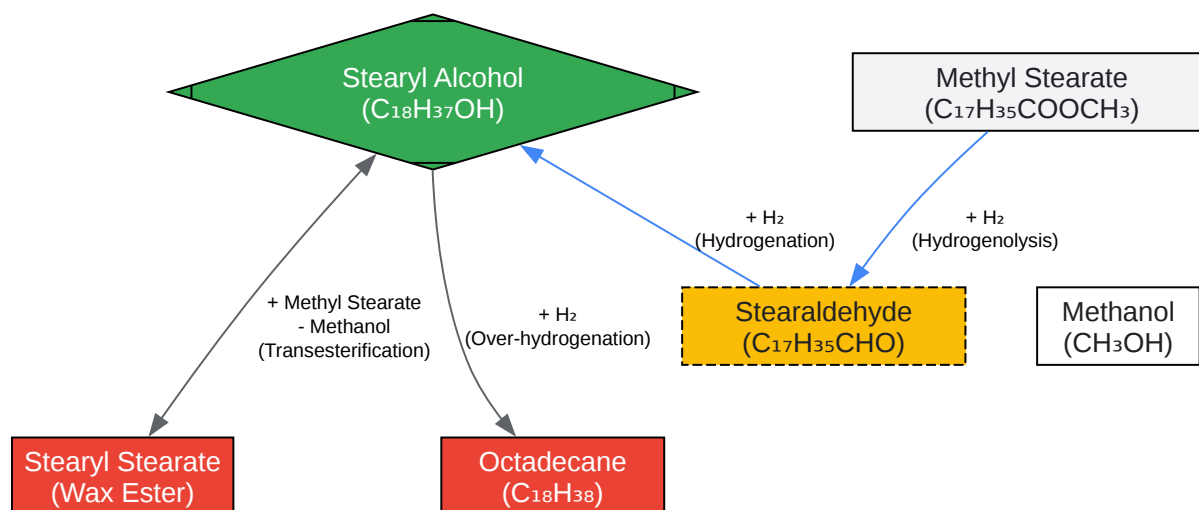 Stearyl Alcohol
(C₁₈H₃₇OH)
Methyl Stearate
(C₁₇H₃₅COOCH₃)
+ H₂
(Hydrogenation)
+ H₂
(Hydrogenolysis)
+ Methyl Stearate
- Methanol
(Transesterification)
+ H₂
(Over-hydrogenation)
Stearaldehyde
(C₁₇H₃₅CHO)
Methanol
(CH₃OH)
Stearyl Stearate
(Wax Ester)
Octadecane
(C₁₈H₃₈)